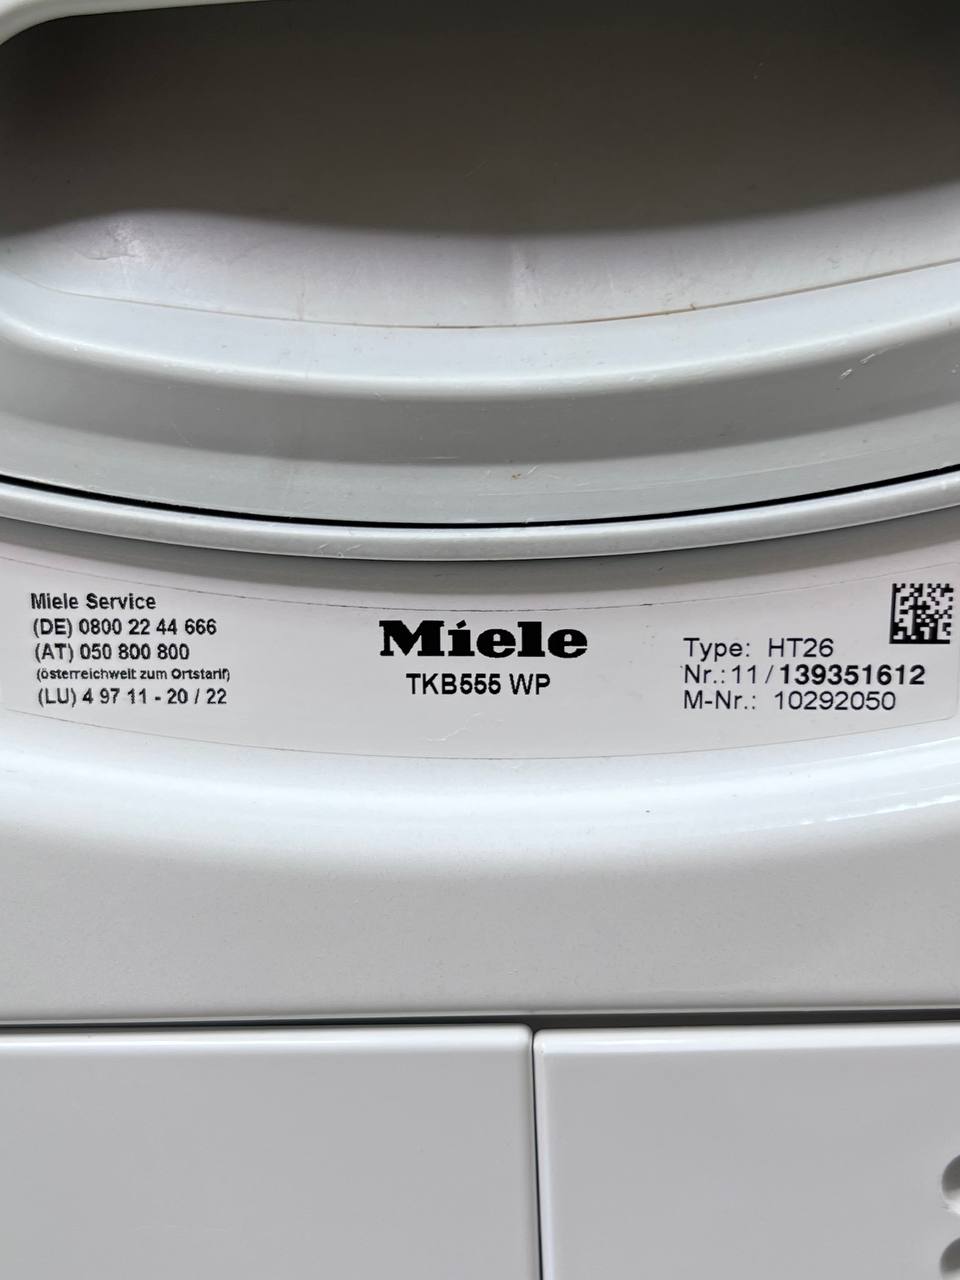 Miele Service
(DE) 0800 22 44 666
(AT) 050 800 800
(österreichweit zum Ortstarif)
(LU) 4 97 11 - 20 / 22
Miele
TKB555 WP
Type: HT26
Nr.: 11 / 139351612
M-Nr.: 10292050